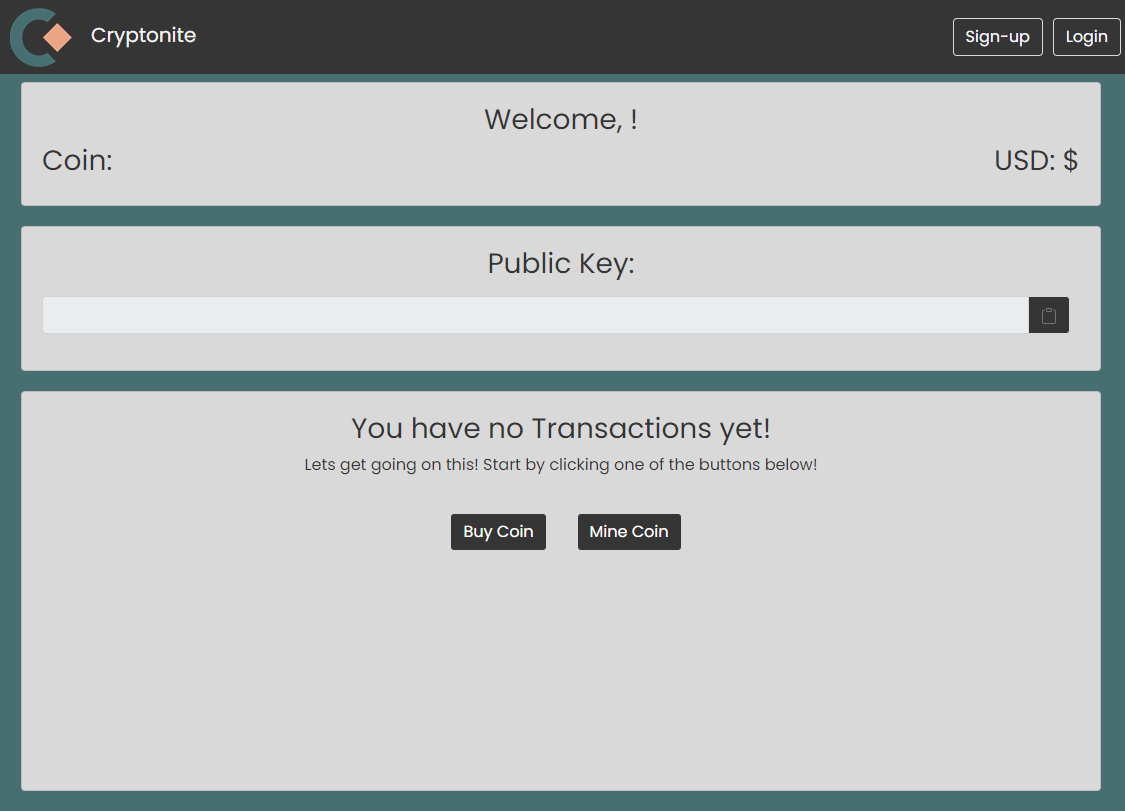 Cryptonite
Sign-up
Login
Welcome, !
Coin:
USD: $
Public Key:
You have no Transactions yet!
Lets get going on this! Start by clicking one of the buttons below!
Buy Coin
Mine Coin